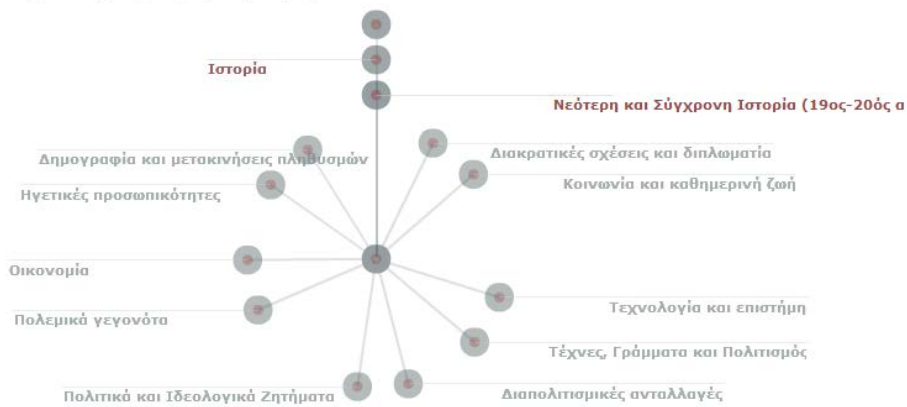 Ιστορία
Νεότερη και Σύγχρονη Ιστορία (19ος-20ός α
Δημογραφία και μετακινήσεις πληθυσμών
Διακρατικές σχέσεις και διπλωματία
Ηγετικές προσωπικότητες
Κοινωνία και καθημερινή ζωή
Οικονομία
Πολεμικά γεγονότα
Τεχνολογία και επιστήμη
Τέχνες, Γράμματα και Πολιτισμός
Πολιτικά και Ιδεολογικά Ζητήματα
Διαπολιτισμικές ανταλλαγές